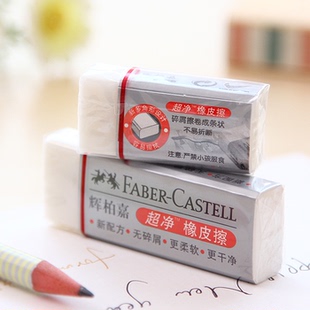 超净 橡皮擦
碎屑擦卷成条状
不易折断
注意:严禁小孩服食
FABER-CASTELL
辉柏嘉
超净 橡皮擦
·新配方 ·无碎屑 ·更柔软 ·更干净